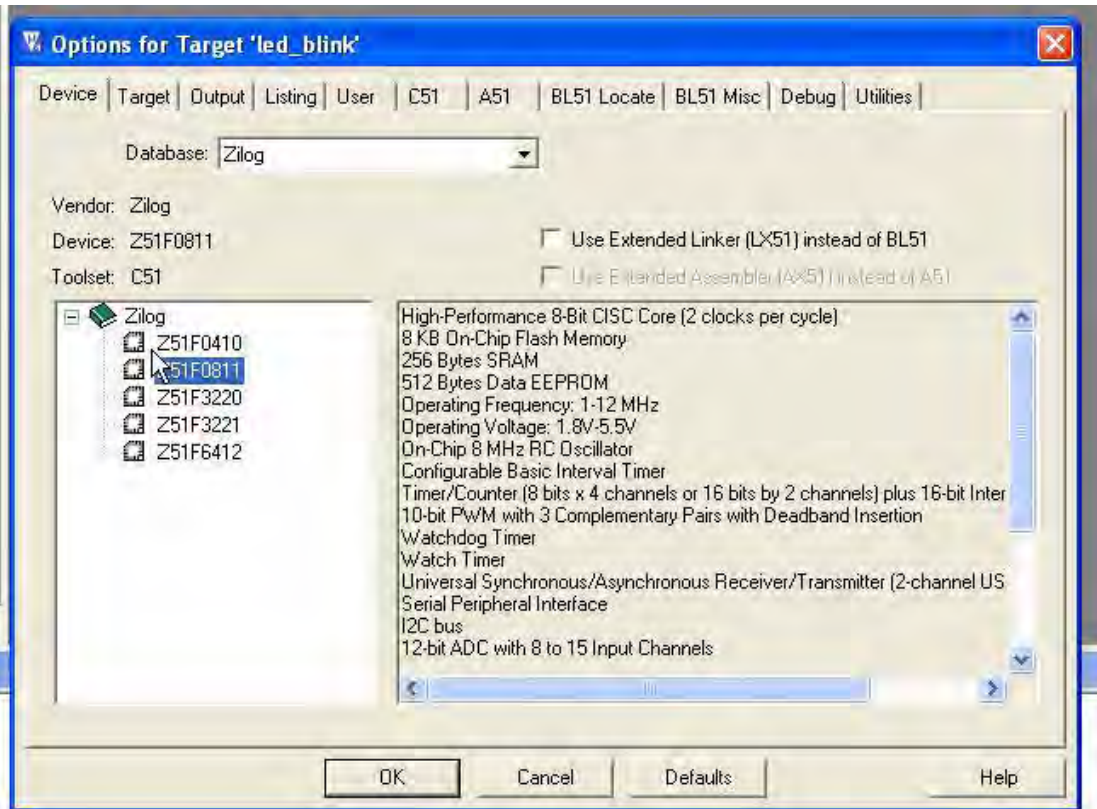 Options for Target 'led_blink'
Device Target Output Listing User C51 A51 BL51 Locate BL51 Misc Debug Utilities
Database: Zilog
Vendor: Zilog
Device: Z51F0811
Use Extended Linker (LX51) instead of BL51
Toolset: C51
Use Extended Assembler (AX51) instead of A51
Zilog
Z51F0410
Z51F0811
Z51F3220
Z51F3221
Z51F6412
High-Performance 8-Bit CISC Core (2 clocks per cycle)
8 KB On-Chip Flash Memory
256 Bytes SRAM
512 Bytes Data EEPROM
Operating Frequency: 1-12 MHz
Operating Voltage: 1.8V-5.5V
On-Chip 8 MHz RC Oscillator
Configurable Basic Interval Timer
Timer/Counter (8 bits x 4 channels or 16 bits by 2 channels) plus 16-bit Inter
10-bit PWM with 3 Complementary Pairs with Deadband Insertion
Watchdog Timer
Watch Timer
Universal Synchronous/Asynchronous Receiver/Transmitter (2-channel US
Serial Peripheral Interface
I2C bus
12-bit ADC with 8 to 15 Input Channels
OK Cancel Defaults Help